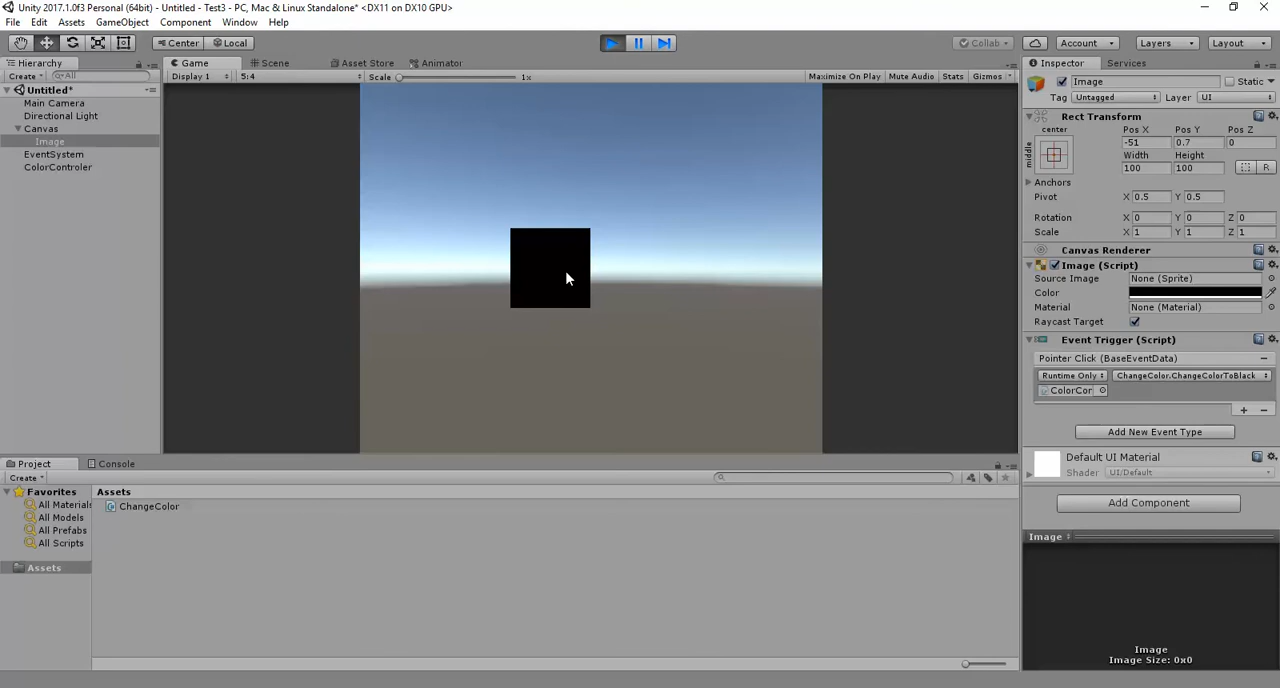 Unity 2017.1.0f3 Personal (64bit) - Untitled - Test3 - PC, Mac & Linux Standalone* <DX11 on DX10 GPU>
File Edit Assets GameObject Component Window Help
Center Local Collab Account Layers Layout
Hierarchy
Create All
Untitled*
Main Camera
Directional Light
Canvas
Image
EventSystem
ColorControler
Game Scene Asset Store Animator
Display 1 5:4 Scale 1x Maximize On Play Mute Audio Stats Gizmos
Inspector Services
Image Static
Tag Untagged Layer UI
Rect Transform
center
middle
Pos X Pos Y Pos Z
-51 0.7 0
Width Height
100 100
R
Anchors
Pivot X 0.5 Y 0.5
Rotation X 0 Y 0 Z 0
Scale X 1 Y 1 Z 1
Canvas Renderer
Image (Script)
Source Image None (Sprite)
Color
Material None (Material)
Raycast Target
Event Trigger (Script)
Pointer Click (BaseEventData)
Runtime Only ChangeColor.ChangeColorToBlack
ColorCor
Add New Event Type
Default UI Material
Shader UI/Default
Add Component
Image
Image
Image Size: 0x0
Project Console
Create
Favorites
All Materials
All Models
All Prefabs
All Scripts
Assets
Assets
ChangeColor